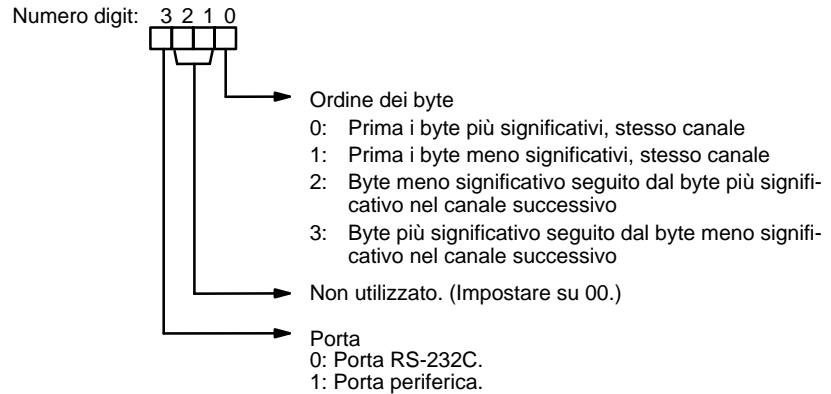 Numero digit: 3 2 1 0
Ordine dei byte
0: Prima i byte più significativi, stesso canale
1: Prima i byte meno significativi, stesso canale
2: Byte meno significativo seguito dal byte più signifi-
cativo nel canale successivo
3: Byte più significativo seguito dal byte meno signifi-
cativo nel canale successivo
Non utilizzato. (Impostare su 00.)
Porta
0: Porta RS-232C.
1: Porta periferica.